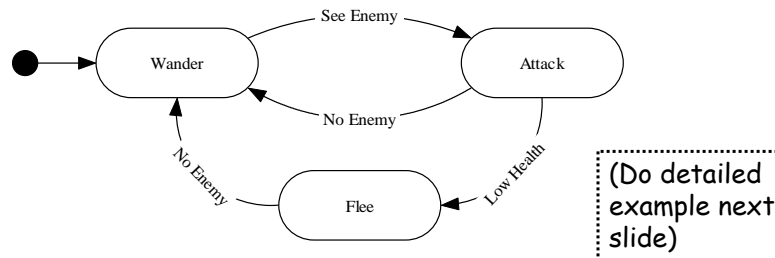 See Enemy
Wander
Attack
No Enemy
No Enemy
Low Health
Flee
(Do detailed
example next
slide)